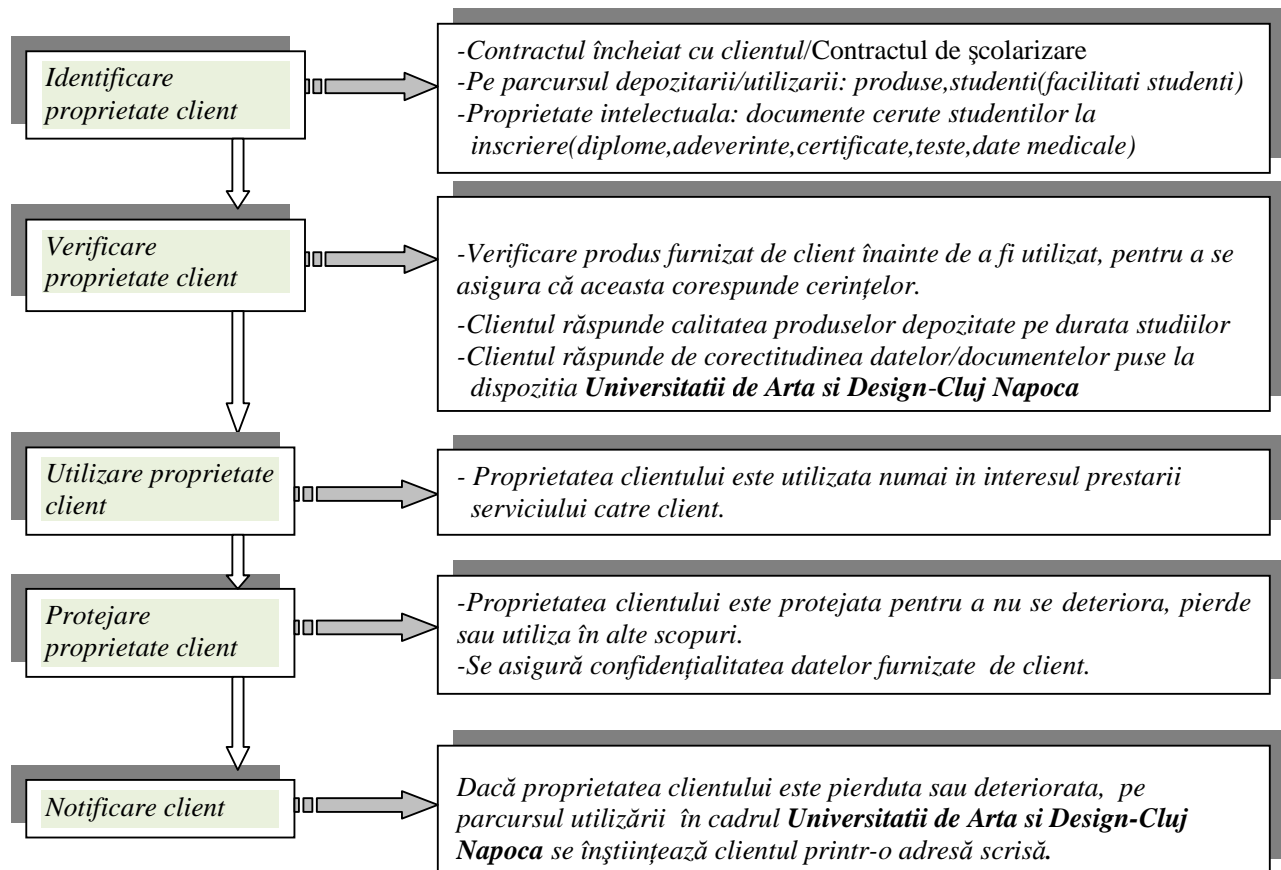 Identificare
proprietate client
-Contractul încheiat cu clientul/Contractul de şcolarizare
-Pe parcursul depozitarii/utilizarii: produse,studenti(facilitati studenti)
-Proprietate intelectuala: documente cerute studentilor la
inscriere(diplome,adeverinte,certificate,teste,date medicale)
Verificare
proprietate client
-Verificare produs furnizat de client înainte de a fi utilizat, pentru a se
asigura că aceasta corespunde cerințelor.
-Clientul răspunde calitatea produselor depozitate pe durata studiilor
-Clientul răspunde de corectitudinea datelor/documentelor puse la
dispozitia Universitatii de Arta si Design-Cluj Napoca
Utilizare proprietate
client
- Proprietatea clientului este utilizata numai in interesul prestarii
serviciului catre client.
Protejare
proprietate client
-Proprietatea clientului este protejata pentru a nu se deteriora, pierde
sau utiliza în alte scopuri.
-Se asigură confidențialitatea datelor furnizate de client.
Notificare client
Dacă proprietatea clientului este pierduta sau deteriorata, pe
parcursul utilizării în cadrul Universitatii de Arta si Design-Cluj
Napoca se înştiințează clientul printr-o adresă scrisă.